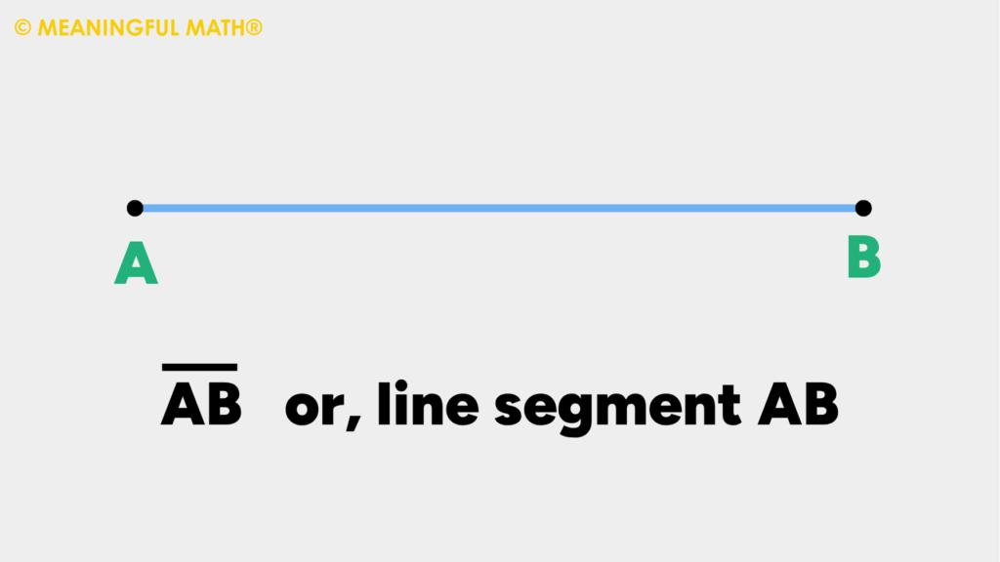 © MEANINGFUL MATH®
A B
AB or, line segment AB